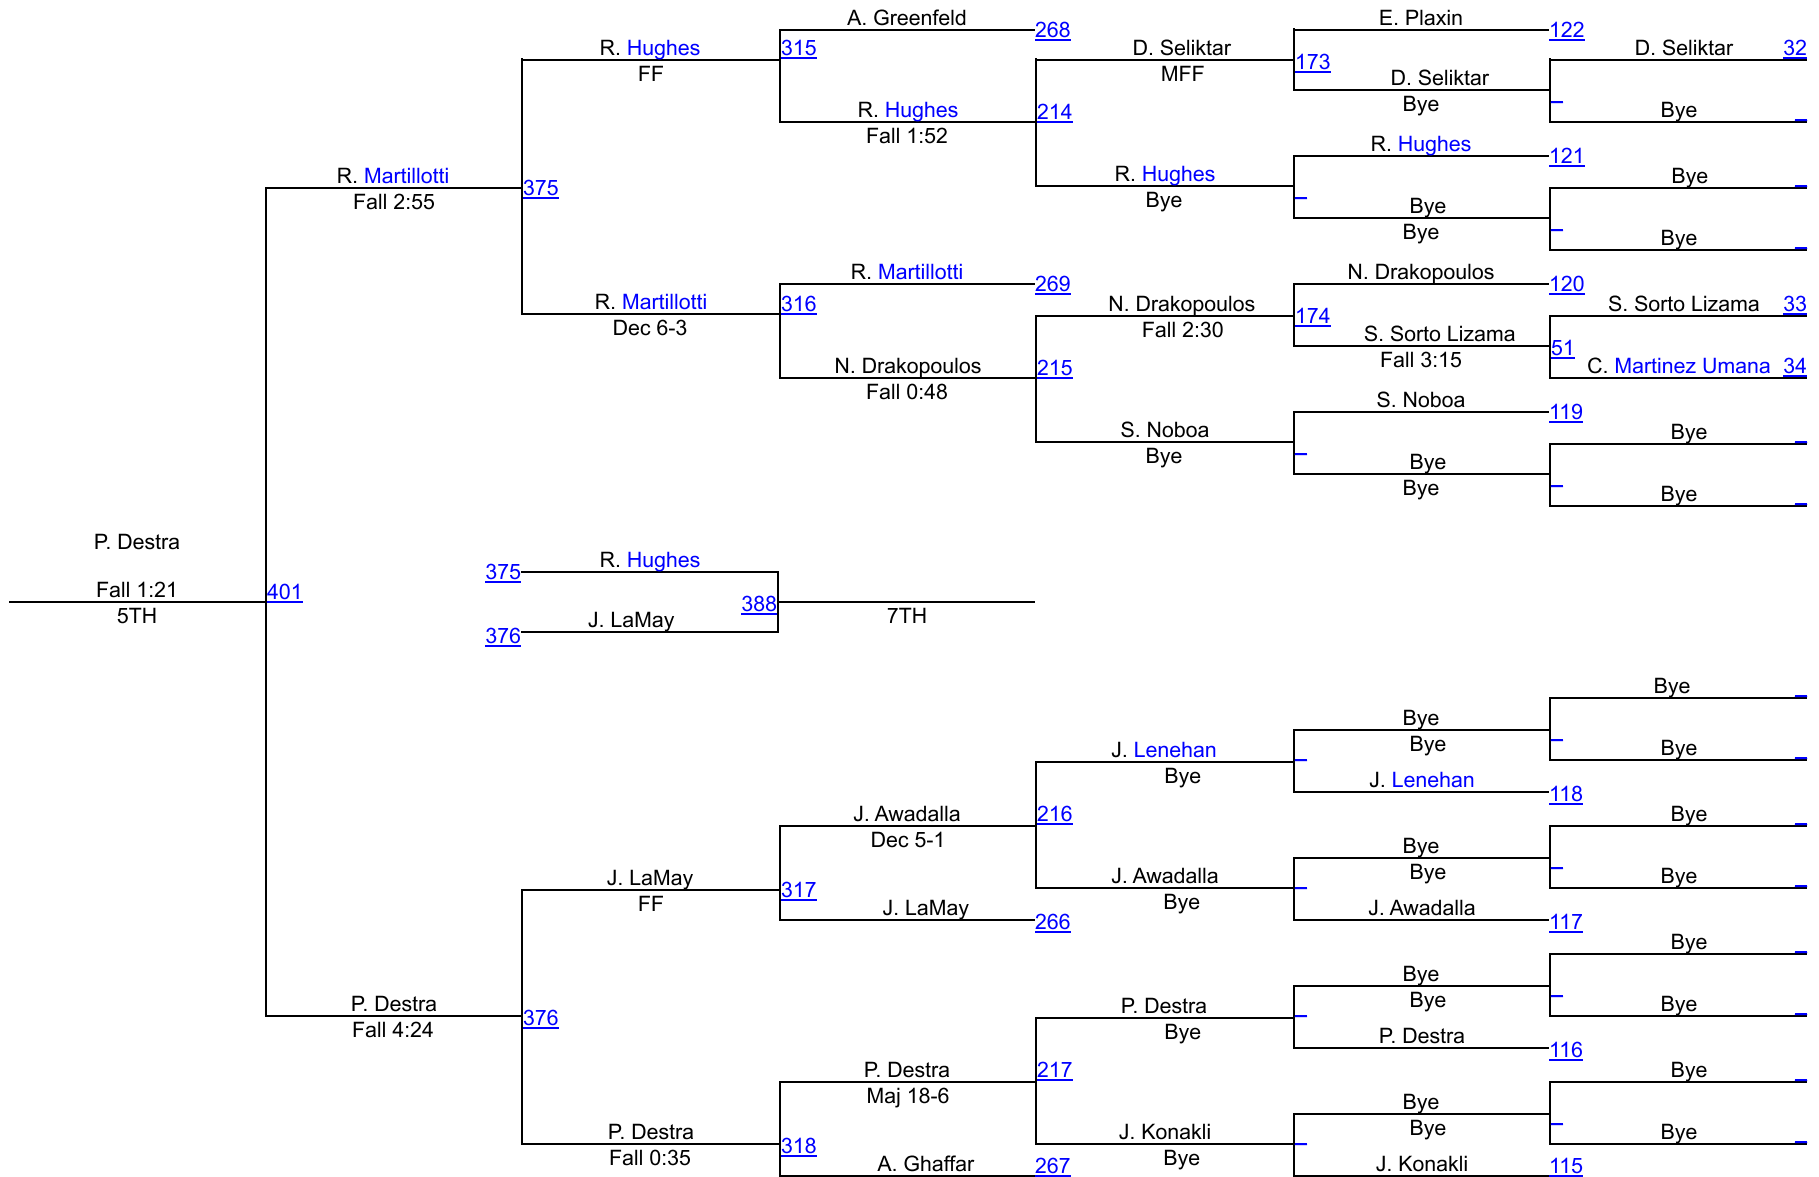 A. Greenfeld
E. Plaxin
268
122
R. Hughes
315
D. Seliktar
D. Seliktar
32
FF
MFF
173
D. Seliktar
Bye
R. Hughes
214
Bye
Fall 1:52
R. Hughes
121
R. Martillotti
375
R. Hughes
Bye
Fall 2:55
Bye
Bye
Bye
Bye
R. Martillotti
N. Drakopoulos
269
120
R. Martillotti
316
N. Drakopoulos
S. Sorto Lizama
33
Dec 6-3
Fall 2:30
174
S. Sorto Lizama
51
Fall 3:15
N. Drakopoulos
215
C. Martinez Umana
34
Fall 0:48
S. Noboa
119
S. Noboa
Bye
Bye
Bye
Bye
Bye
P. Destra
375
R. Hughes
Fall 1:21
401
388
5TH
7TH
376
J. LaMay
Bye
Bye
J. Lenehan
Bye
Bye
Bye
J. Lenehan
118
J. Awadalla
216
Bye
Dec 5-1
Bye
J. LaMay
317
J. Awadalla
Bye
Bye
FF
Bye
J. LaMay
266
J. Awadalla
117
Bye
Bye
P. Destra
376
P. Destra
Bye
Bye
Fall 4:24
Bye
P. Destra
116
P. Destra
217
Bye
Maj 18-6
Bye
P. Destra
318
J. Konakli
Bye
Bye
Fall 0:35
Bye
A. Ghaffar
267
J. Konakli
115